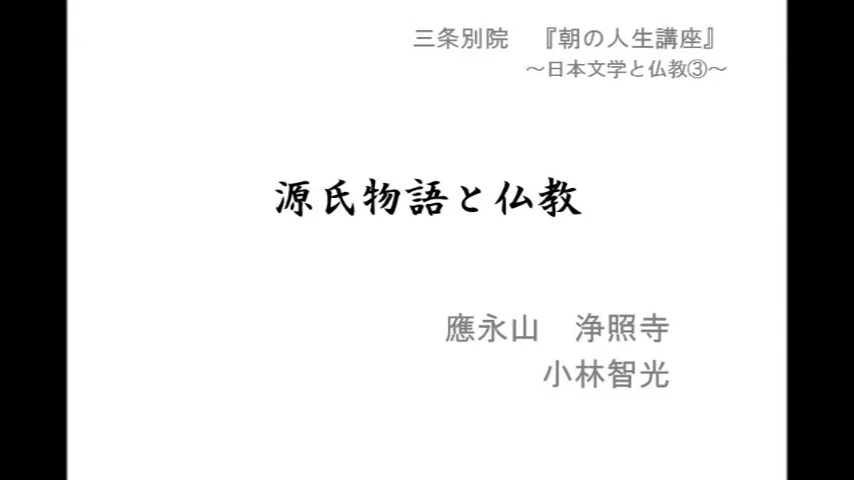 三条別院　『朝の人生講座』
～日本文学と仏教③～
源氏物語と仏教
應永山　浄照寺
小林智光